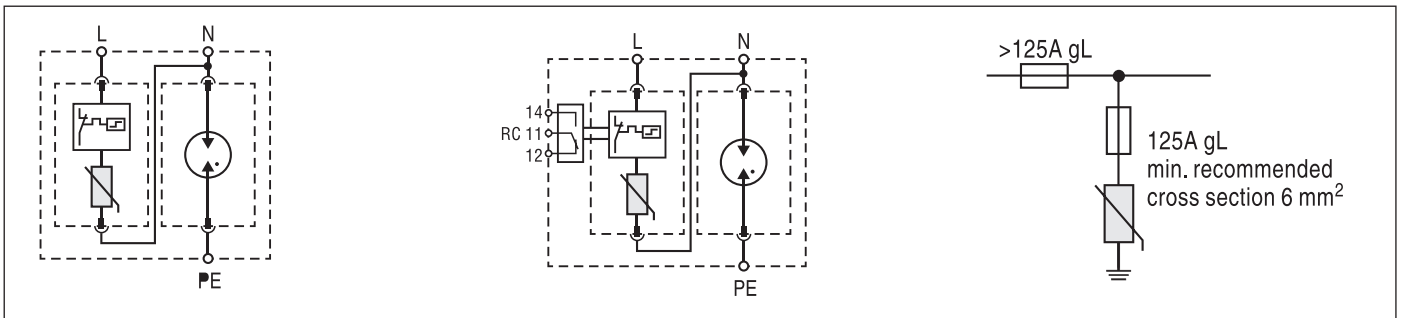 L N
PE
L N
14
RC 11
12
PE
>125A gL
125A gL
min. recommended
cross section 6 mm²